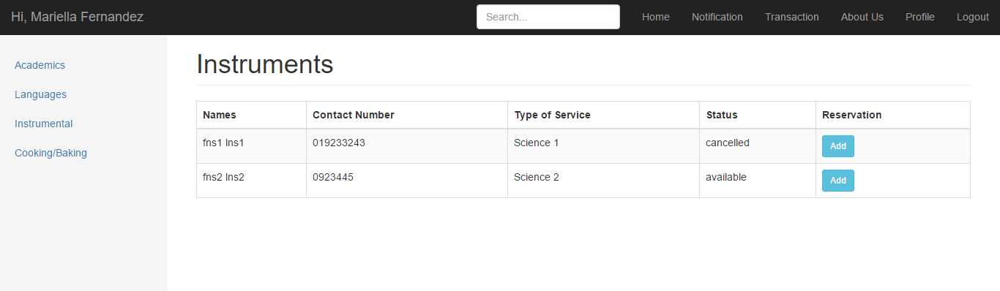 Hi, Mariella Fernandez Search... Home Notification Transaction About Us Profile Logout
Academics
Languages
Instrumental
Cooking/Baking
Instruments
Names Contact Number Type of Service Status Reservation
fns1 lns1 019233243 Science 1 cancelled Add
fns2 lns2 0923445 Science 2 available Add